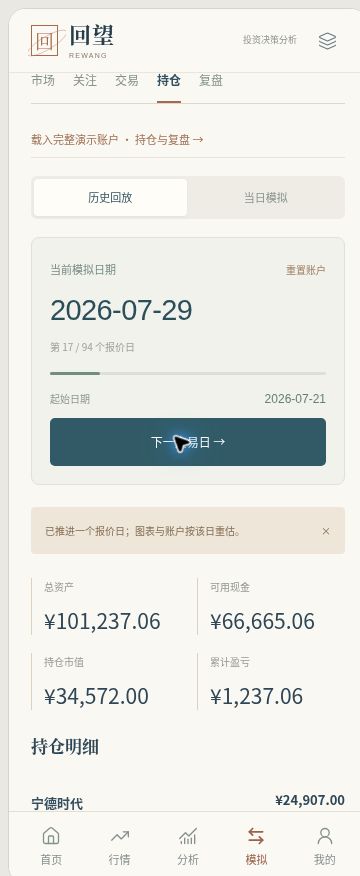 回
回望
REWANG
投资决策分析
市场 关注 交易 持仓 复盘
载入完整演示账户 · 持仓与复盘 →
历史回放 当日模拟
当前模拟日期 重置账户
2026-07-29
第 17 / 94 个报价日
起始日期 2026-07-21
下一 易日 →
已推进一个报价日；图表与账户按该日重估。 ×
总资产 可用现金
¥101,237.06 ¥66,665.06
持仓市值 累计盈亏
¥34,572.00 ¥1,237.06
持仓明细
宁德时代 ¥24,907.00
首页 行情 分析 模拟 我的